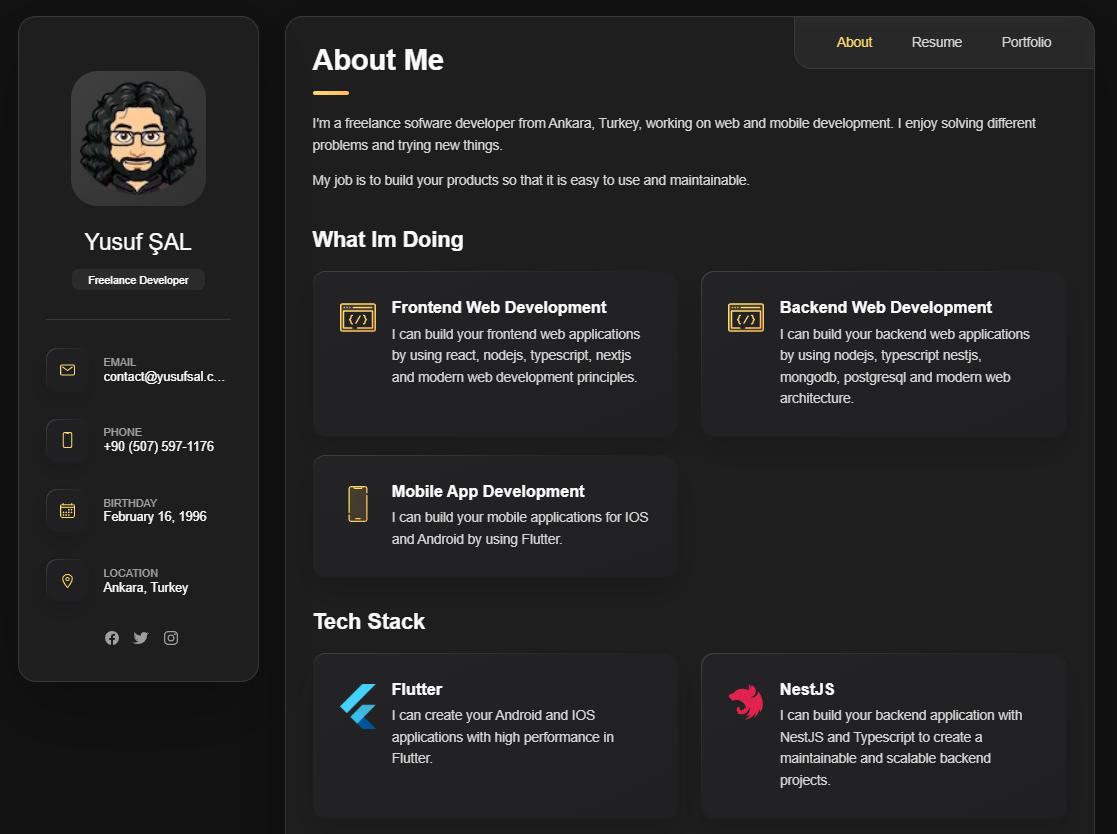 Yusuf ŞAL
Freelance Developer
EMAIL
contact@yusufsal.c...
PHONE
+90 (507) 597-1176
BIRTHDAY
February 16, 1996
LOCATION
Ankara, Turkey
About
Resume
Portfolio
About Me
I'm a freelance sofware developer from Ankara, Turkey, working on web and mobile development. I enjoy solving different
problems and trying new things.
My job is to build your products so that it is easy to use and maintainable.
What Im Doing
Frontend Web Development
I can build your frontend web applications
by using react, nodejs, typescript, nextjs
and modern web development principles.
Backend Web Development
I can build your backend web applications
by using nodejs, typescript nestjs,
mongodb, postgresql and modern web
architecture.
Mobile App Development
I can build your mobile applications for IOS
and Android by using Flutter.
Tech Stack
Flutter
I can create your Android and IOS
applications with high performance in
Flutter.
NestJS
I can build your backend application with
NestJS and Typescript to create a
maintainable and scalable backend
projects.